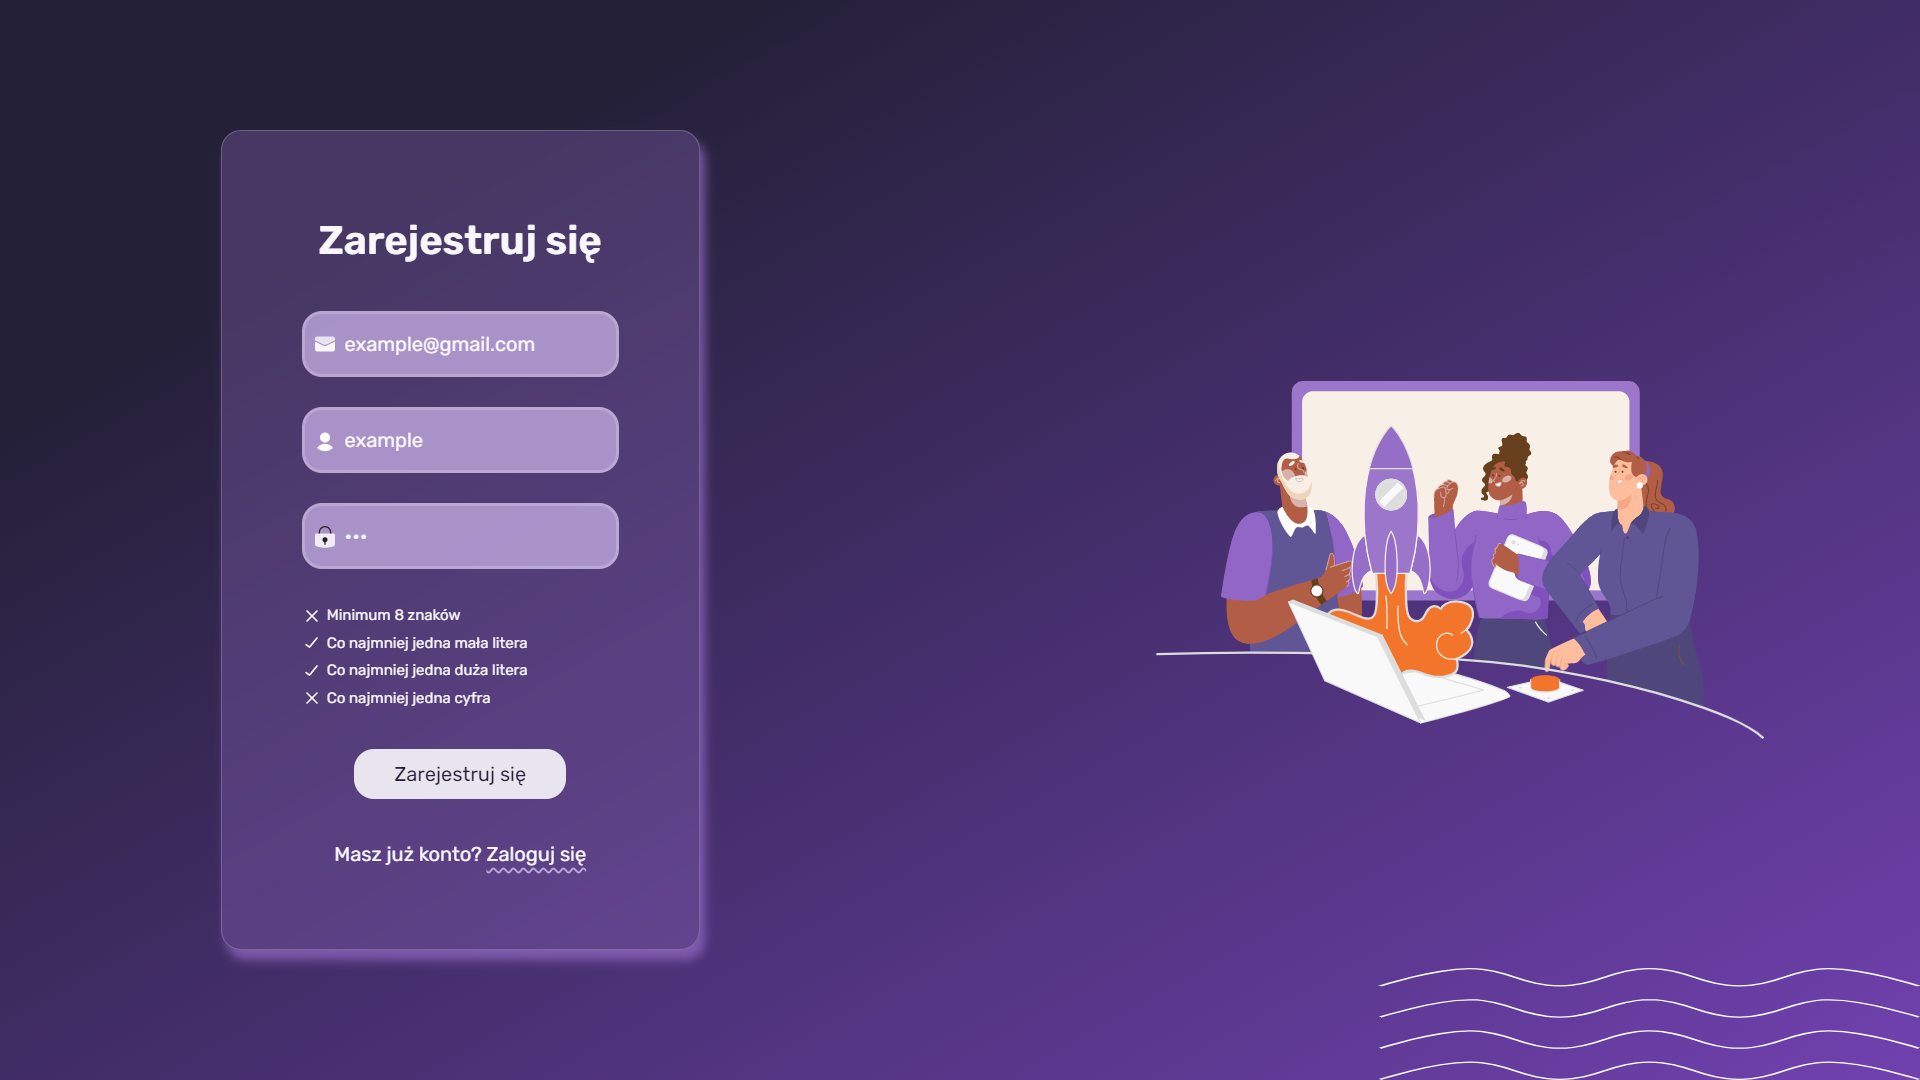 Zarejestruj się
example@gmail.com
example
•••
Minimum 8 znaków
Co najmniej jedna mała litera
Co najmniej jedna duża litera
Co najmniej jedna cyfra
Zarejestruj się
Masz już konto? Zaloguj się